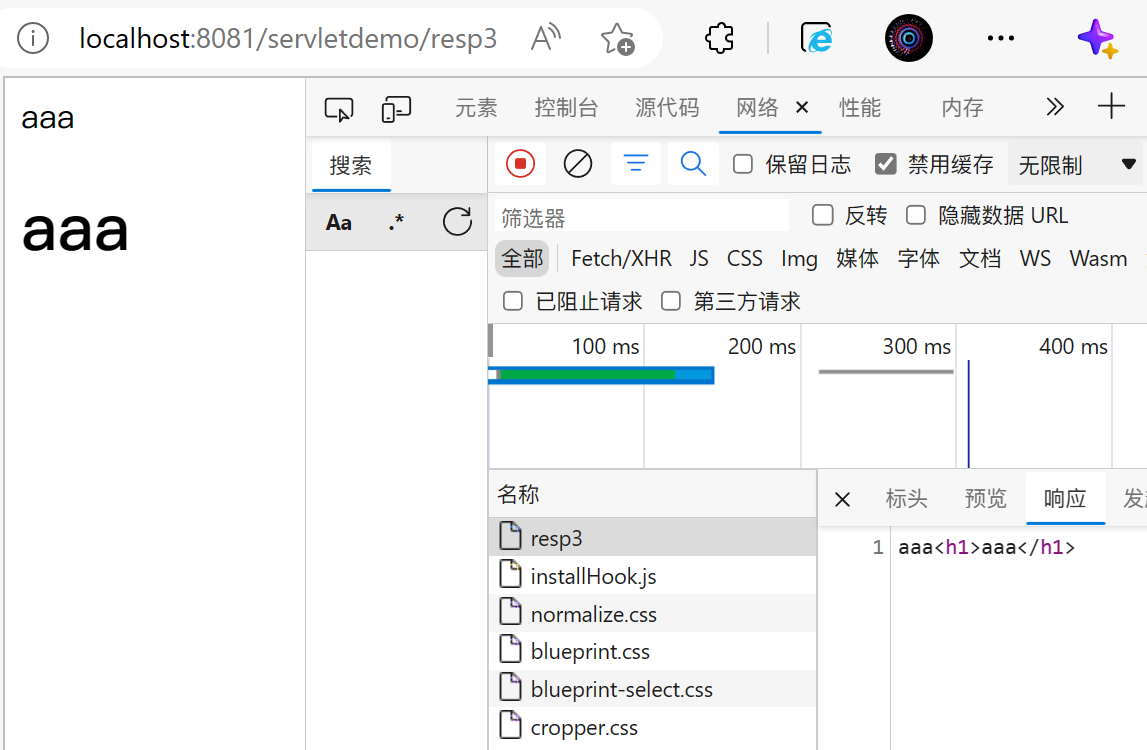 localhost:8081/servletdemo/resp3
aaa
aaa
元素 控制台 源代码 网络 性能 内存
搜索
保留日志 禁用缓存 无限制
Aa .*
筛选器 反转 隐藏数据 URL
全部 Fetch/XHR JS CSS Img 媒体 字体 文档 WS Wasm
已阻止请求 第三方请求
100 ms 200 ms 300 ms 400 ms
名称
标头 预览 响应
resp3
1 aaa<h1>aaa</h1>
installHook.js
normalize.css
blueprint.css
blueprint-select.css
cropper.css